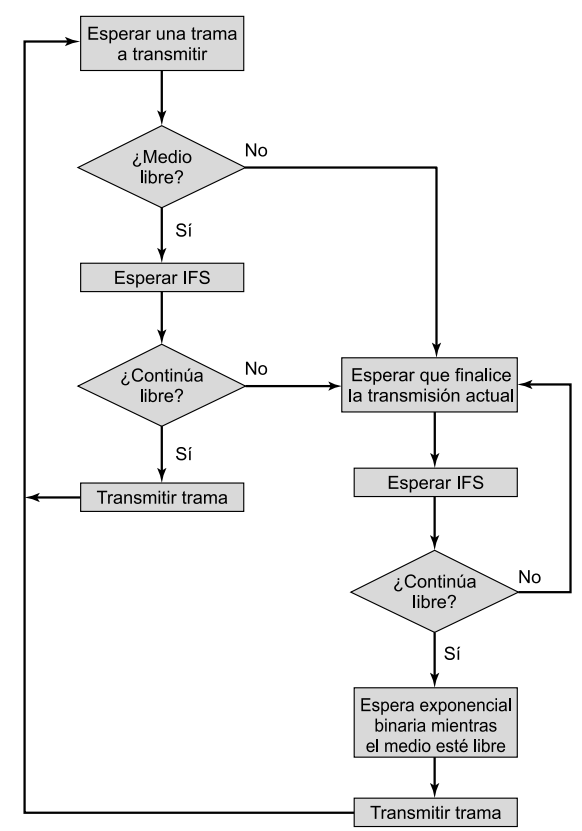 Esperar una trama
a transmitir
¿Medio
libre?
No
Sí
Esperar IFS
¿Continúa
libre?
No
Sí
Transmitir trama
Esperar que finalice
la transmisión actual
Esperar IFS
¿Continúa
libre?
No
Sí
Espera exponencial
binaria mientras
el medio esté libre
Transmitir trama